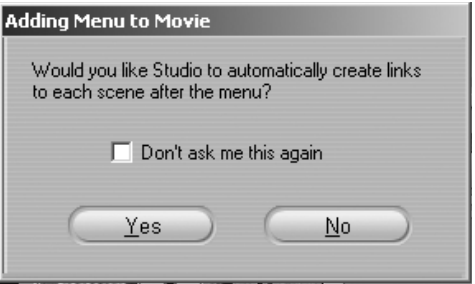 Adding Menu to Movie
Would you like Studio to automatically create links
to each scene after the menu?
Don't ask me this again
Yes
No